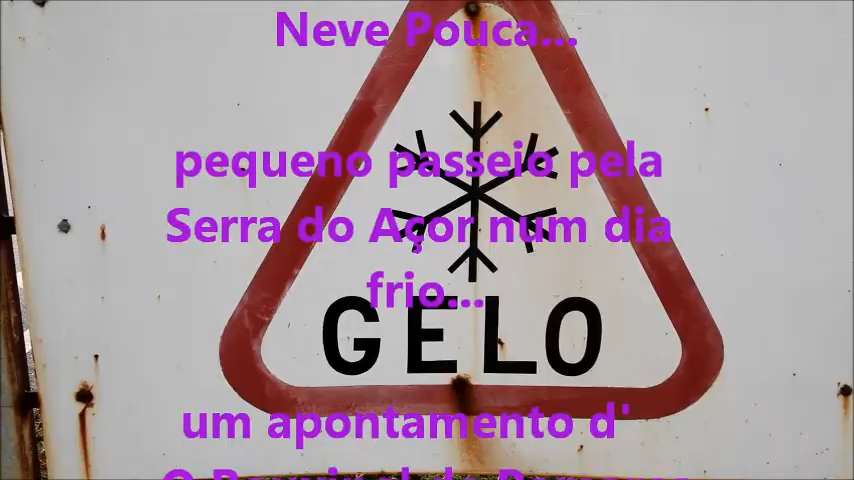 Neve Pouca...
pequeno passeio pela
Serra do Açor num dia
frio...
GELO
um apontamento d'
O